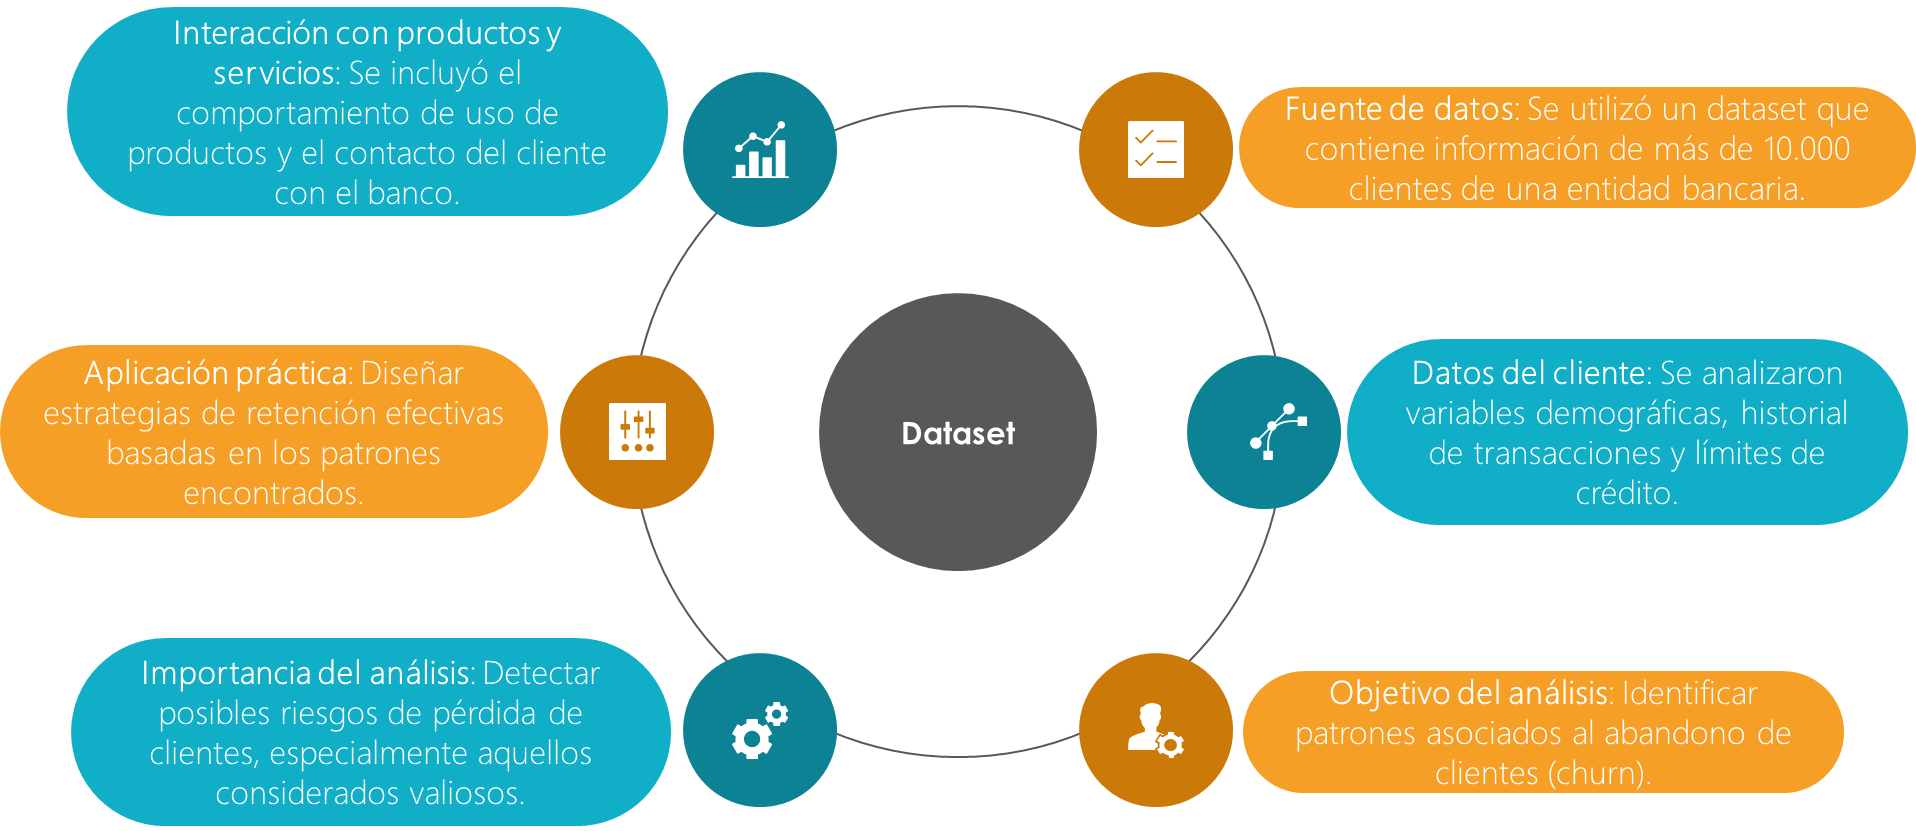 Interacción con productos y
servicios: Se incluyó el
comportamiento de uso de
productos y el contacto del cliente
con el banco.
Fuente de datos: Se utilizó un dataset que
contiene información de más de 10.000
clientes de una entidad bancaria.
Aplicación práctica: Diseñar
estrategias de retención efectivas
basadas en los patrones
encontrados.
Dataset
Datos del cliente: Se analizaron
variables demográficas, historial
de transacciones y límites de
crédito.
Importancia del análisis: Detectar
posibles riesgos de pérdida de
clientes, especialmente aquellos
considerados valiosos.
Objetivo del análisis: Identificar
patrones asociados al abandono de
clientes (churn).